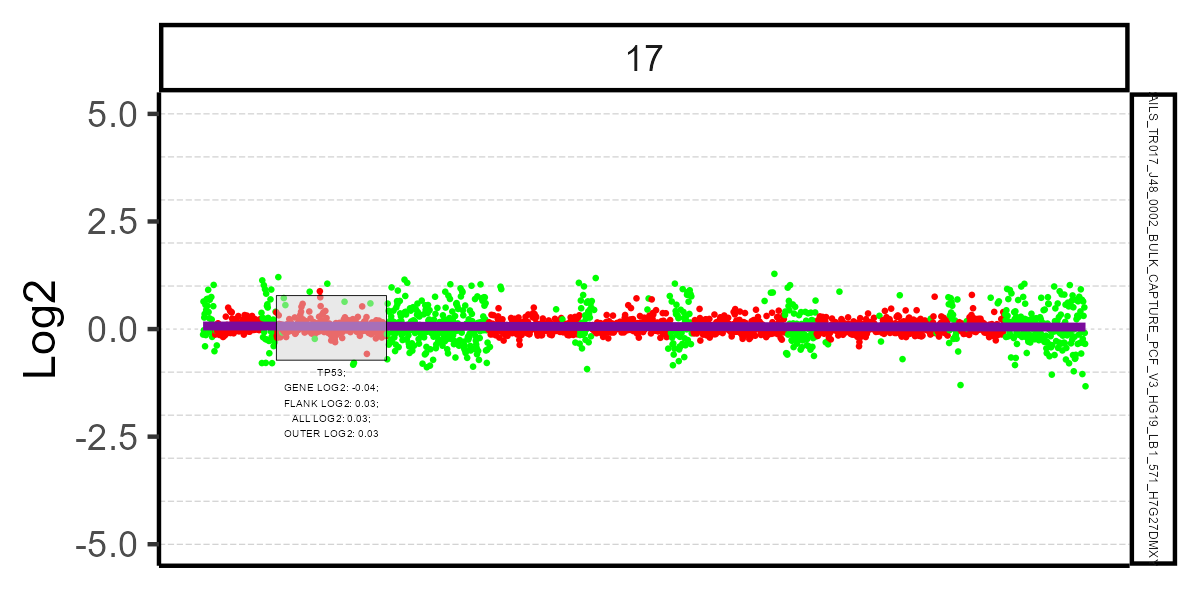 17
5.0
2.5
0.0
-2.5
-5.0
Log2
TP53;
GENE LOG2: -0.04;
FLANK LOG2: 0.03;
ALL LOG2: 0.03;
OUTER LOG2: 0.03
AILS_TR017_J48_0002_BULK_CAPTURE_PCF_V3_HG19_LB1_571_H7G27DMXY